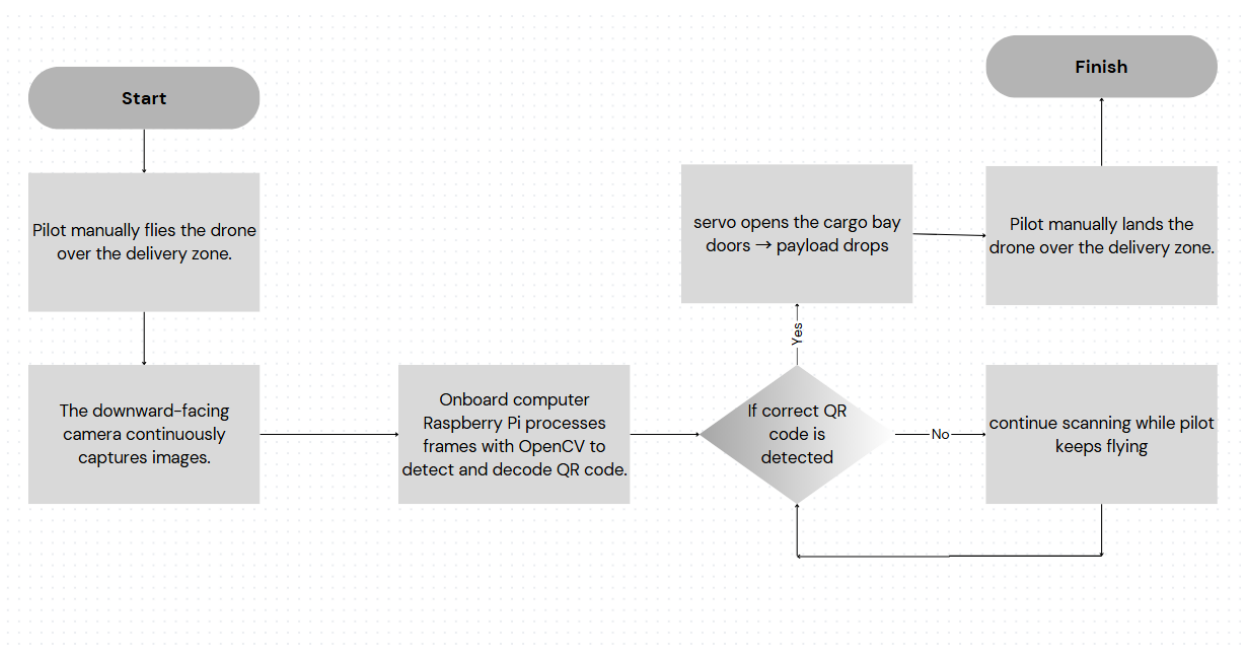 Start
Pilot manually flies the drone
over the delivery zone.
The downward-facing
camera continuously
captures images.
Onboard computer
Raspberry Pi processes
frames with OpenCV to
detect and decode QR code.
If correct QR
code is
detected
Yes
servo opens the cargo bay
doors → payload drops
Pilot manually lands the
drone over the delivery zone.
Finish
No
continue scanning while pilot
keeps flying